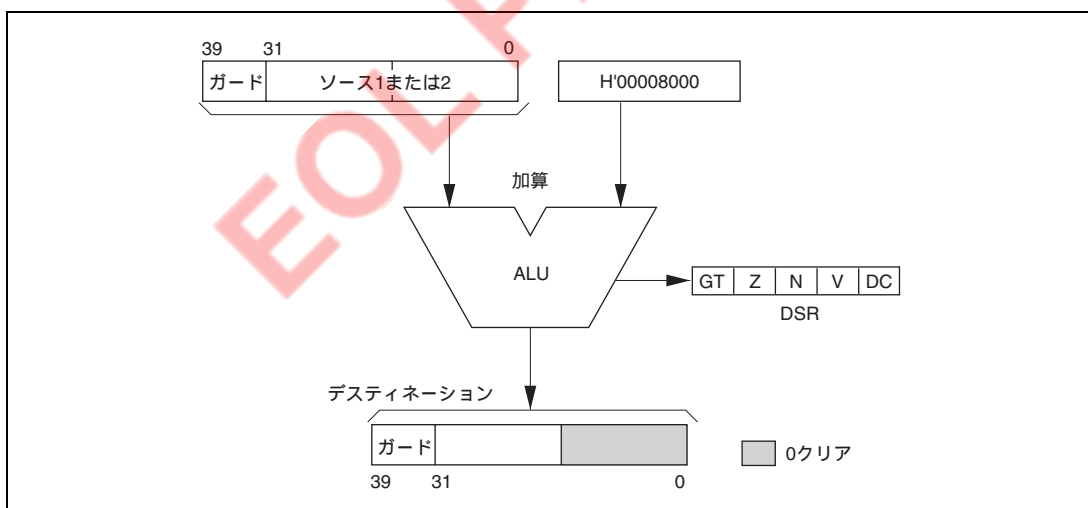 EOL P
39 31 0
ガード ソース1または2
H'00008000
加算
ALU
GT Z N V DC
DSR
デスティネーション
ガード
0クリア
39 31 0